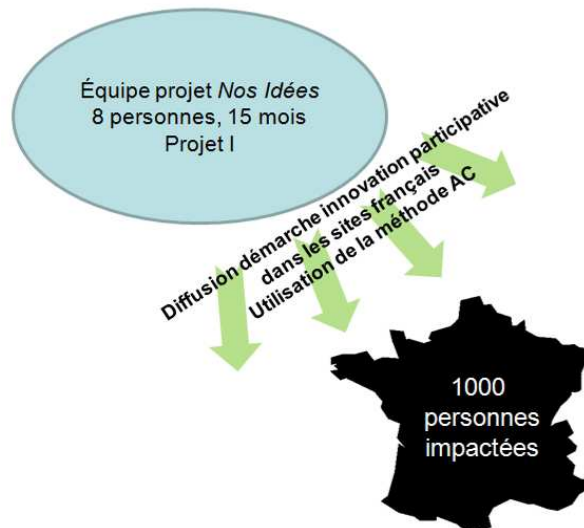 Équipe projet Nos Idées
8 personnes, 15 mois
Projet I
Diffusion démarche innovation participative
dans les sites français
Utilisation de la méthode AC
1000
personnes
impactées